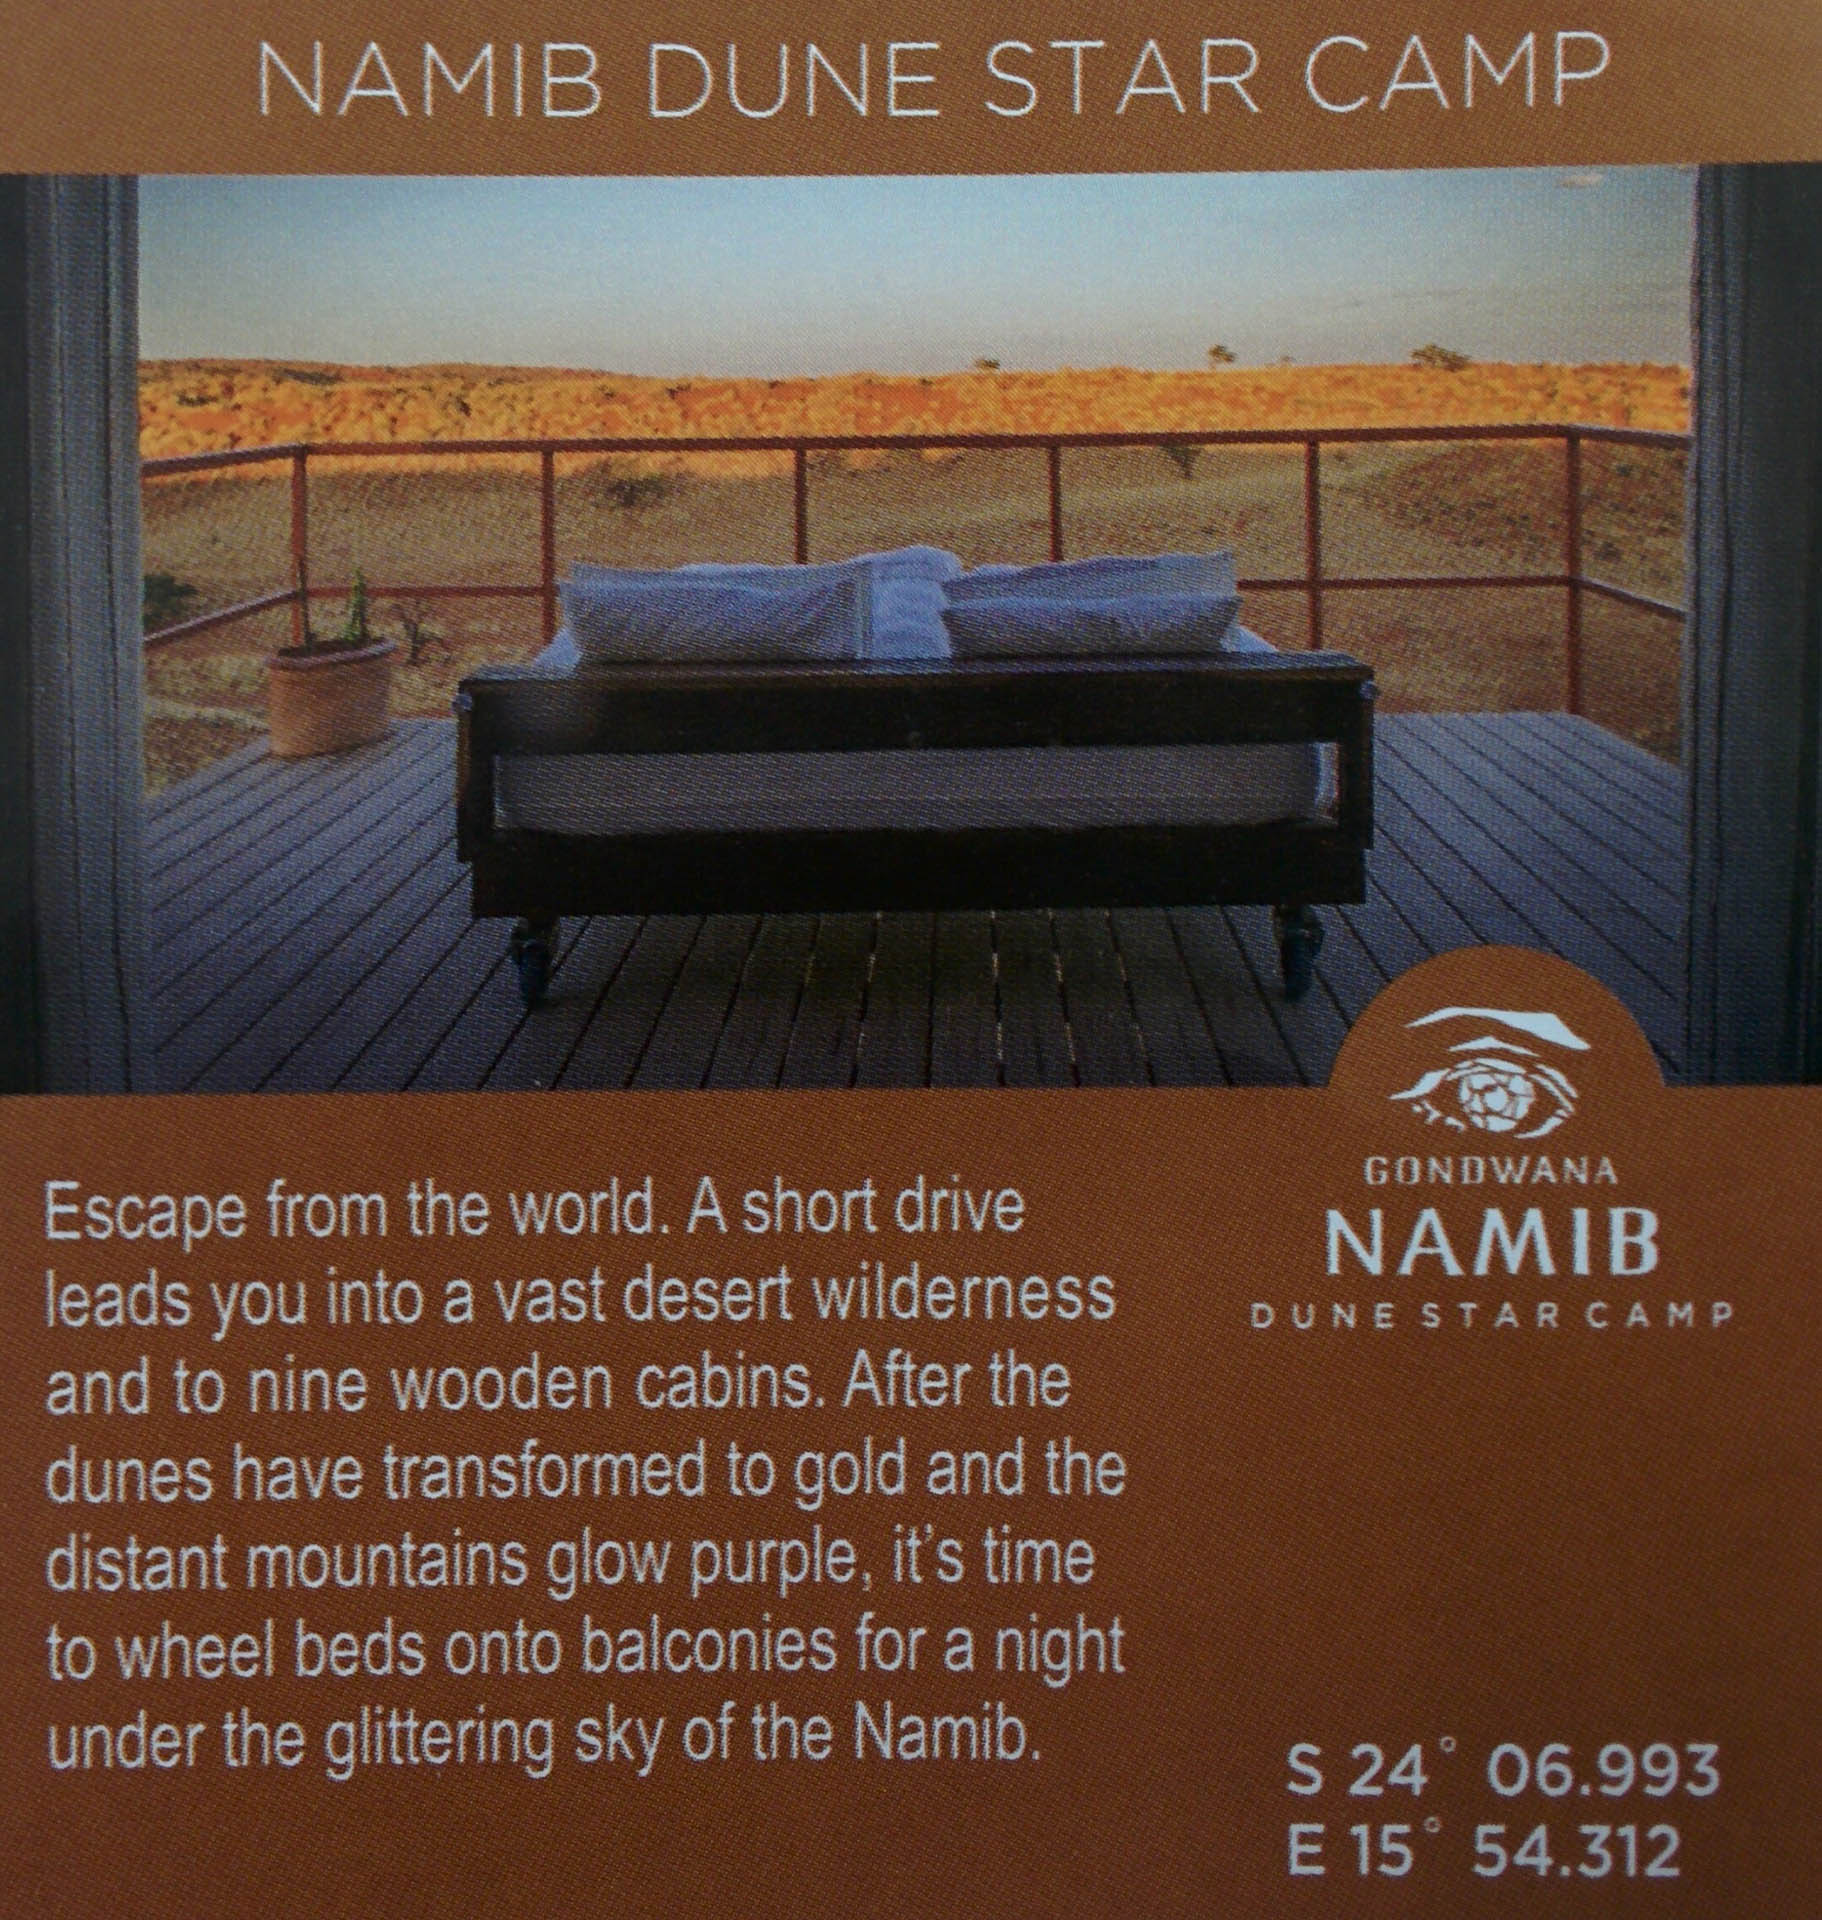 NAMIB DUNE STAR CAMP
Escape from the world. A short drive
leads you into a vast desert wilderness
and to nine wooden cabins. After the
dunes have transformed to gold and the
distant mountains glow purple, it's time
to wheel beds onto balconies for a night
under the glittering sky of the Namib.
GONDWANA
NAMIB
DUNE STAR CAMP
S 24° 06.993
E 15° 54.312